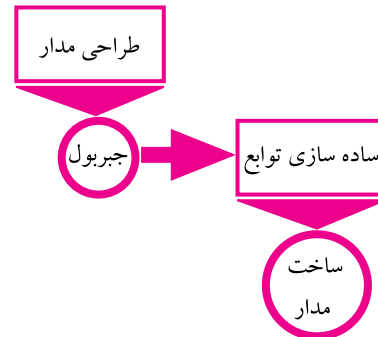 طراحی مدار
جبربول
ساده سازی توابع
ساخت
مدار